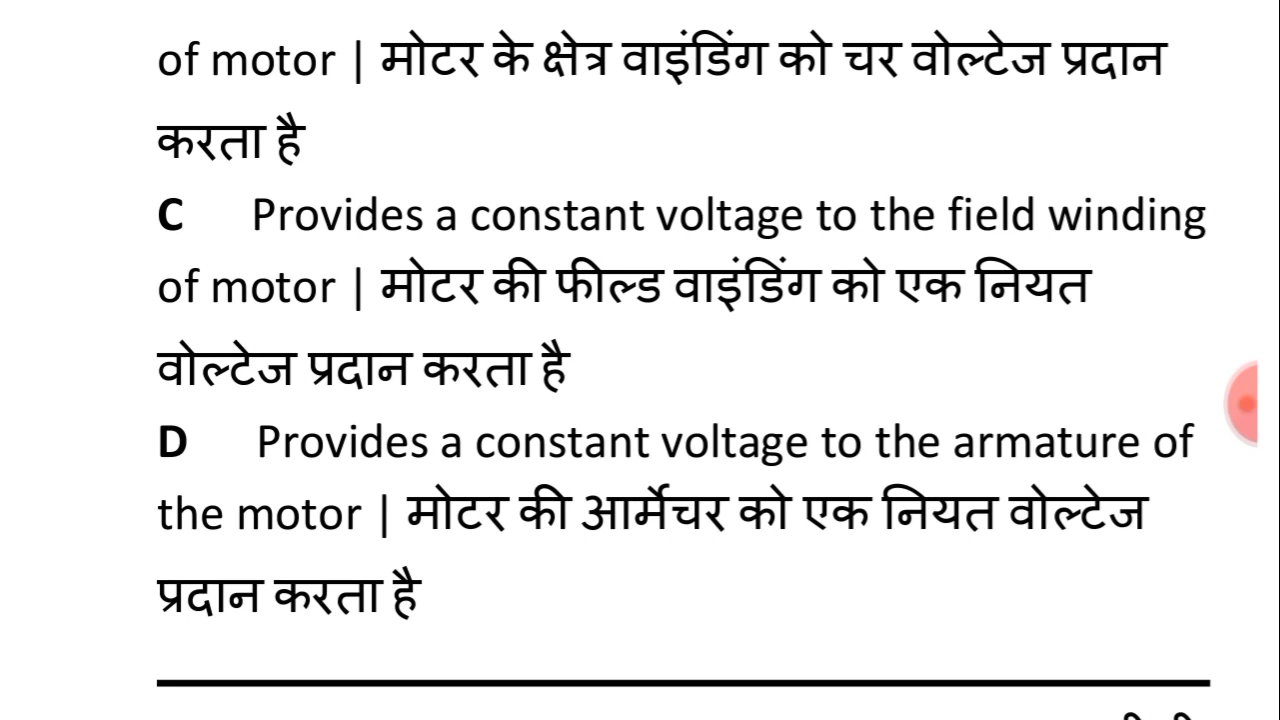 of motor | मोटर के क्षेत्र वाइंडिंग को चर वोल्टेज प्रदान
करता है
C Provides a constant voltage to the field winding
of motor | मोटर की फील्ड वाइंडिंग को एक नियत
वोल्टेज प्रदान करता है
D Provides a constant voltage to the armature of
the motor | मोटर की आर्मेचर को एक नियत वोल्टेज
प्रदान करता है